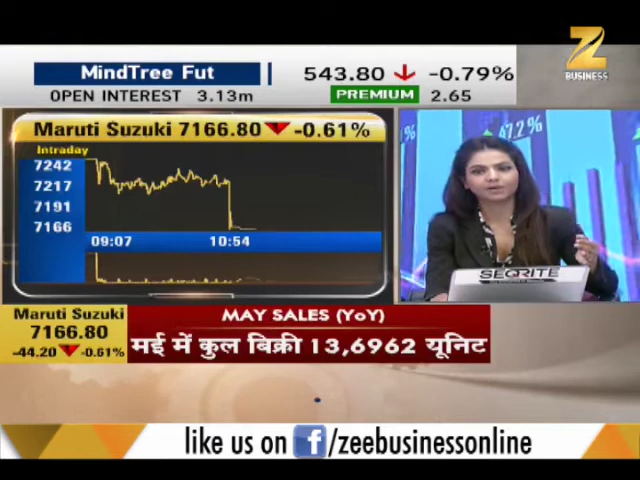 MindTree Fut
543.80 -0.79%
OPEN INTEREST 3.13m
PREMIUM 2.65
Z
BUSINESS
Maruti Suzuki 7166.80 -0.61%
Intraday
7242
7217
7191
7166
09:07 10:54
47.2%
SEQRITE
Maruti Suzuki
7166.80
-44.20 -0.61%
MAY SALES (YoY)
मई में कुल बिक्री 13,6962 यूनिट
like us on f/zeebusinessonline